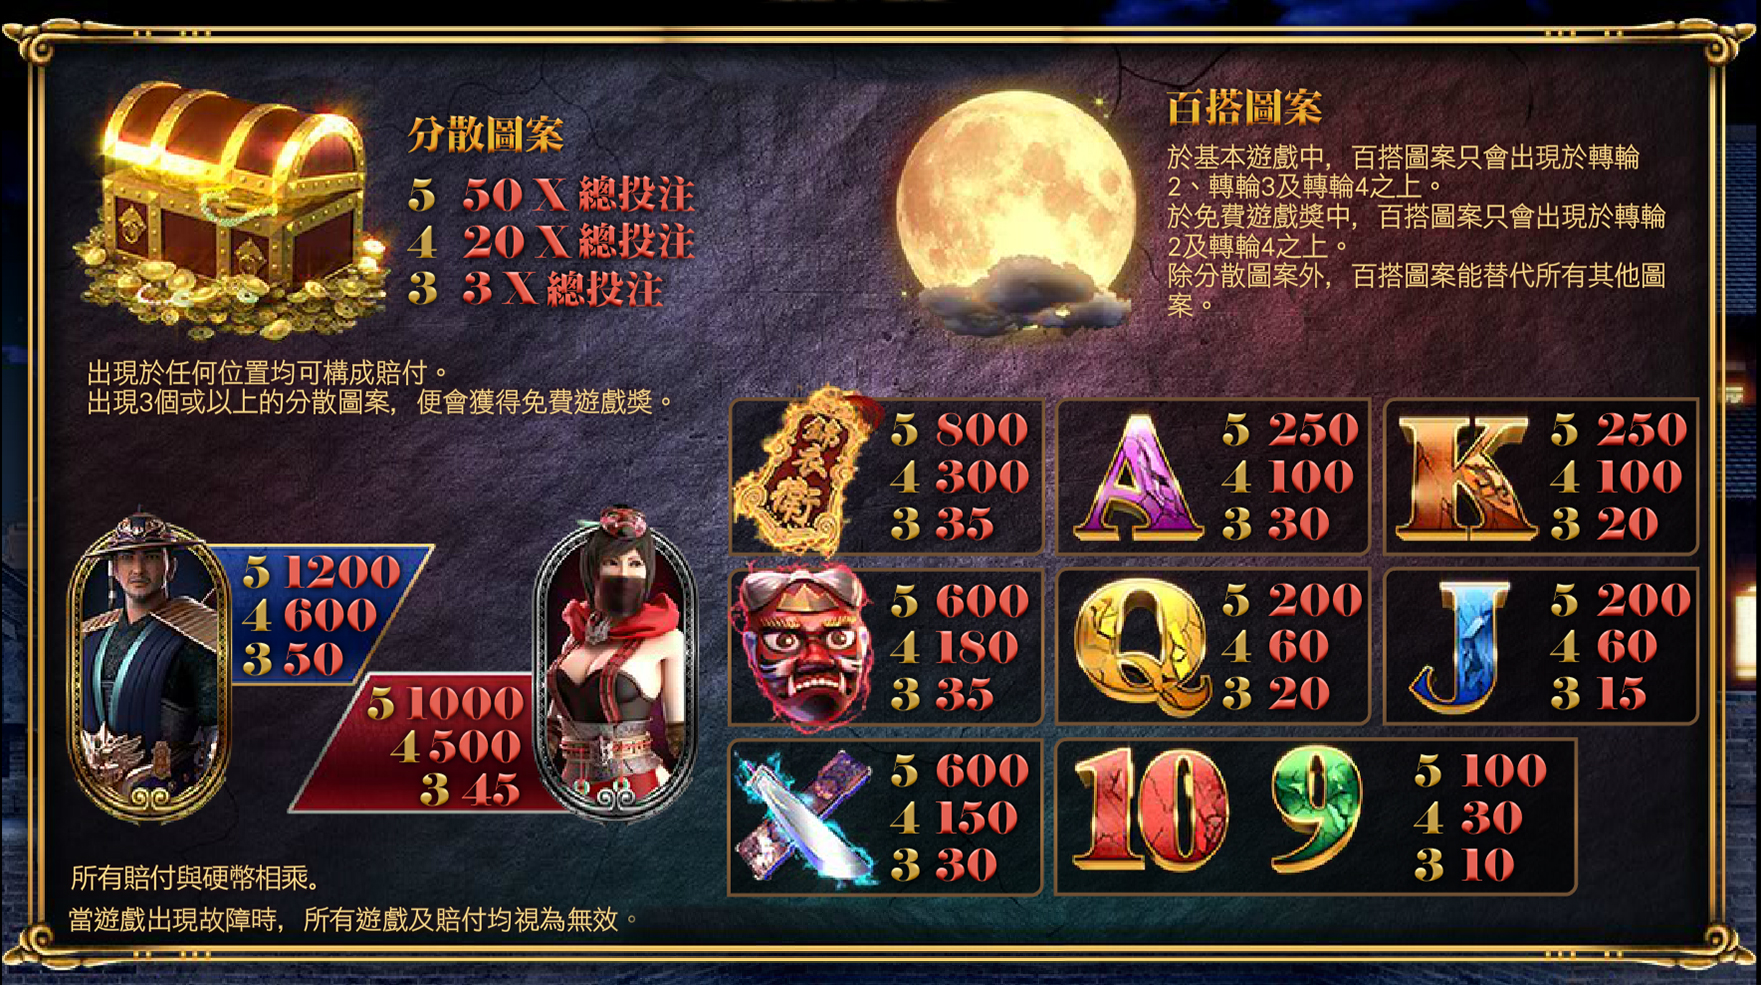 分散圖案
5 50 X 總投注
4 20 X 總投注
3 3 X 總投注
出現於任何位置均可構成賠付。
出現3個或以上的分散圖案，便會獲得免費遊戲獎。
百搭圖案
於基本遊戲中，百搭圖案只會出現於轉輪
2、轉輪3及轉輪4之上。
於免費遊戲獎中，百搭圖案只會出現於轉輪
2及轉輪4之上。
除分散圖案外，百搭圖案能替代所有其他圖
案。
5 1200
4 600
3 50
5 1000
4 500
3 45
錦衣衛
5 800
4 300
3 35
A
5 250
4 100
3 30
K
5 250
4 100
3 20
5 600
4 180
3 35
Q
5 200
4 60
3 20
J
5 200
4 60
3 15
5 600
4 150
3 30
10 9
5 100
4 30
3 10
所有賠付與硬幣相乘。
當遊戲出現故障時，所有遊戲及賠付均視為無效。